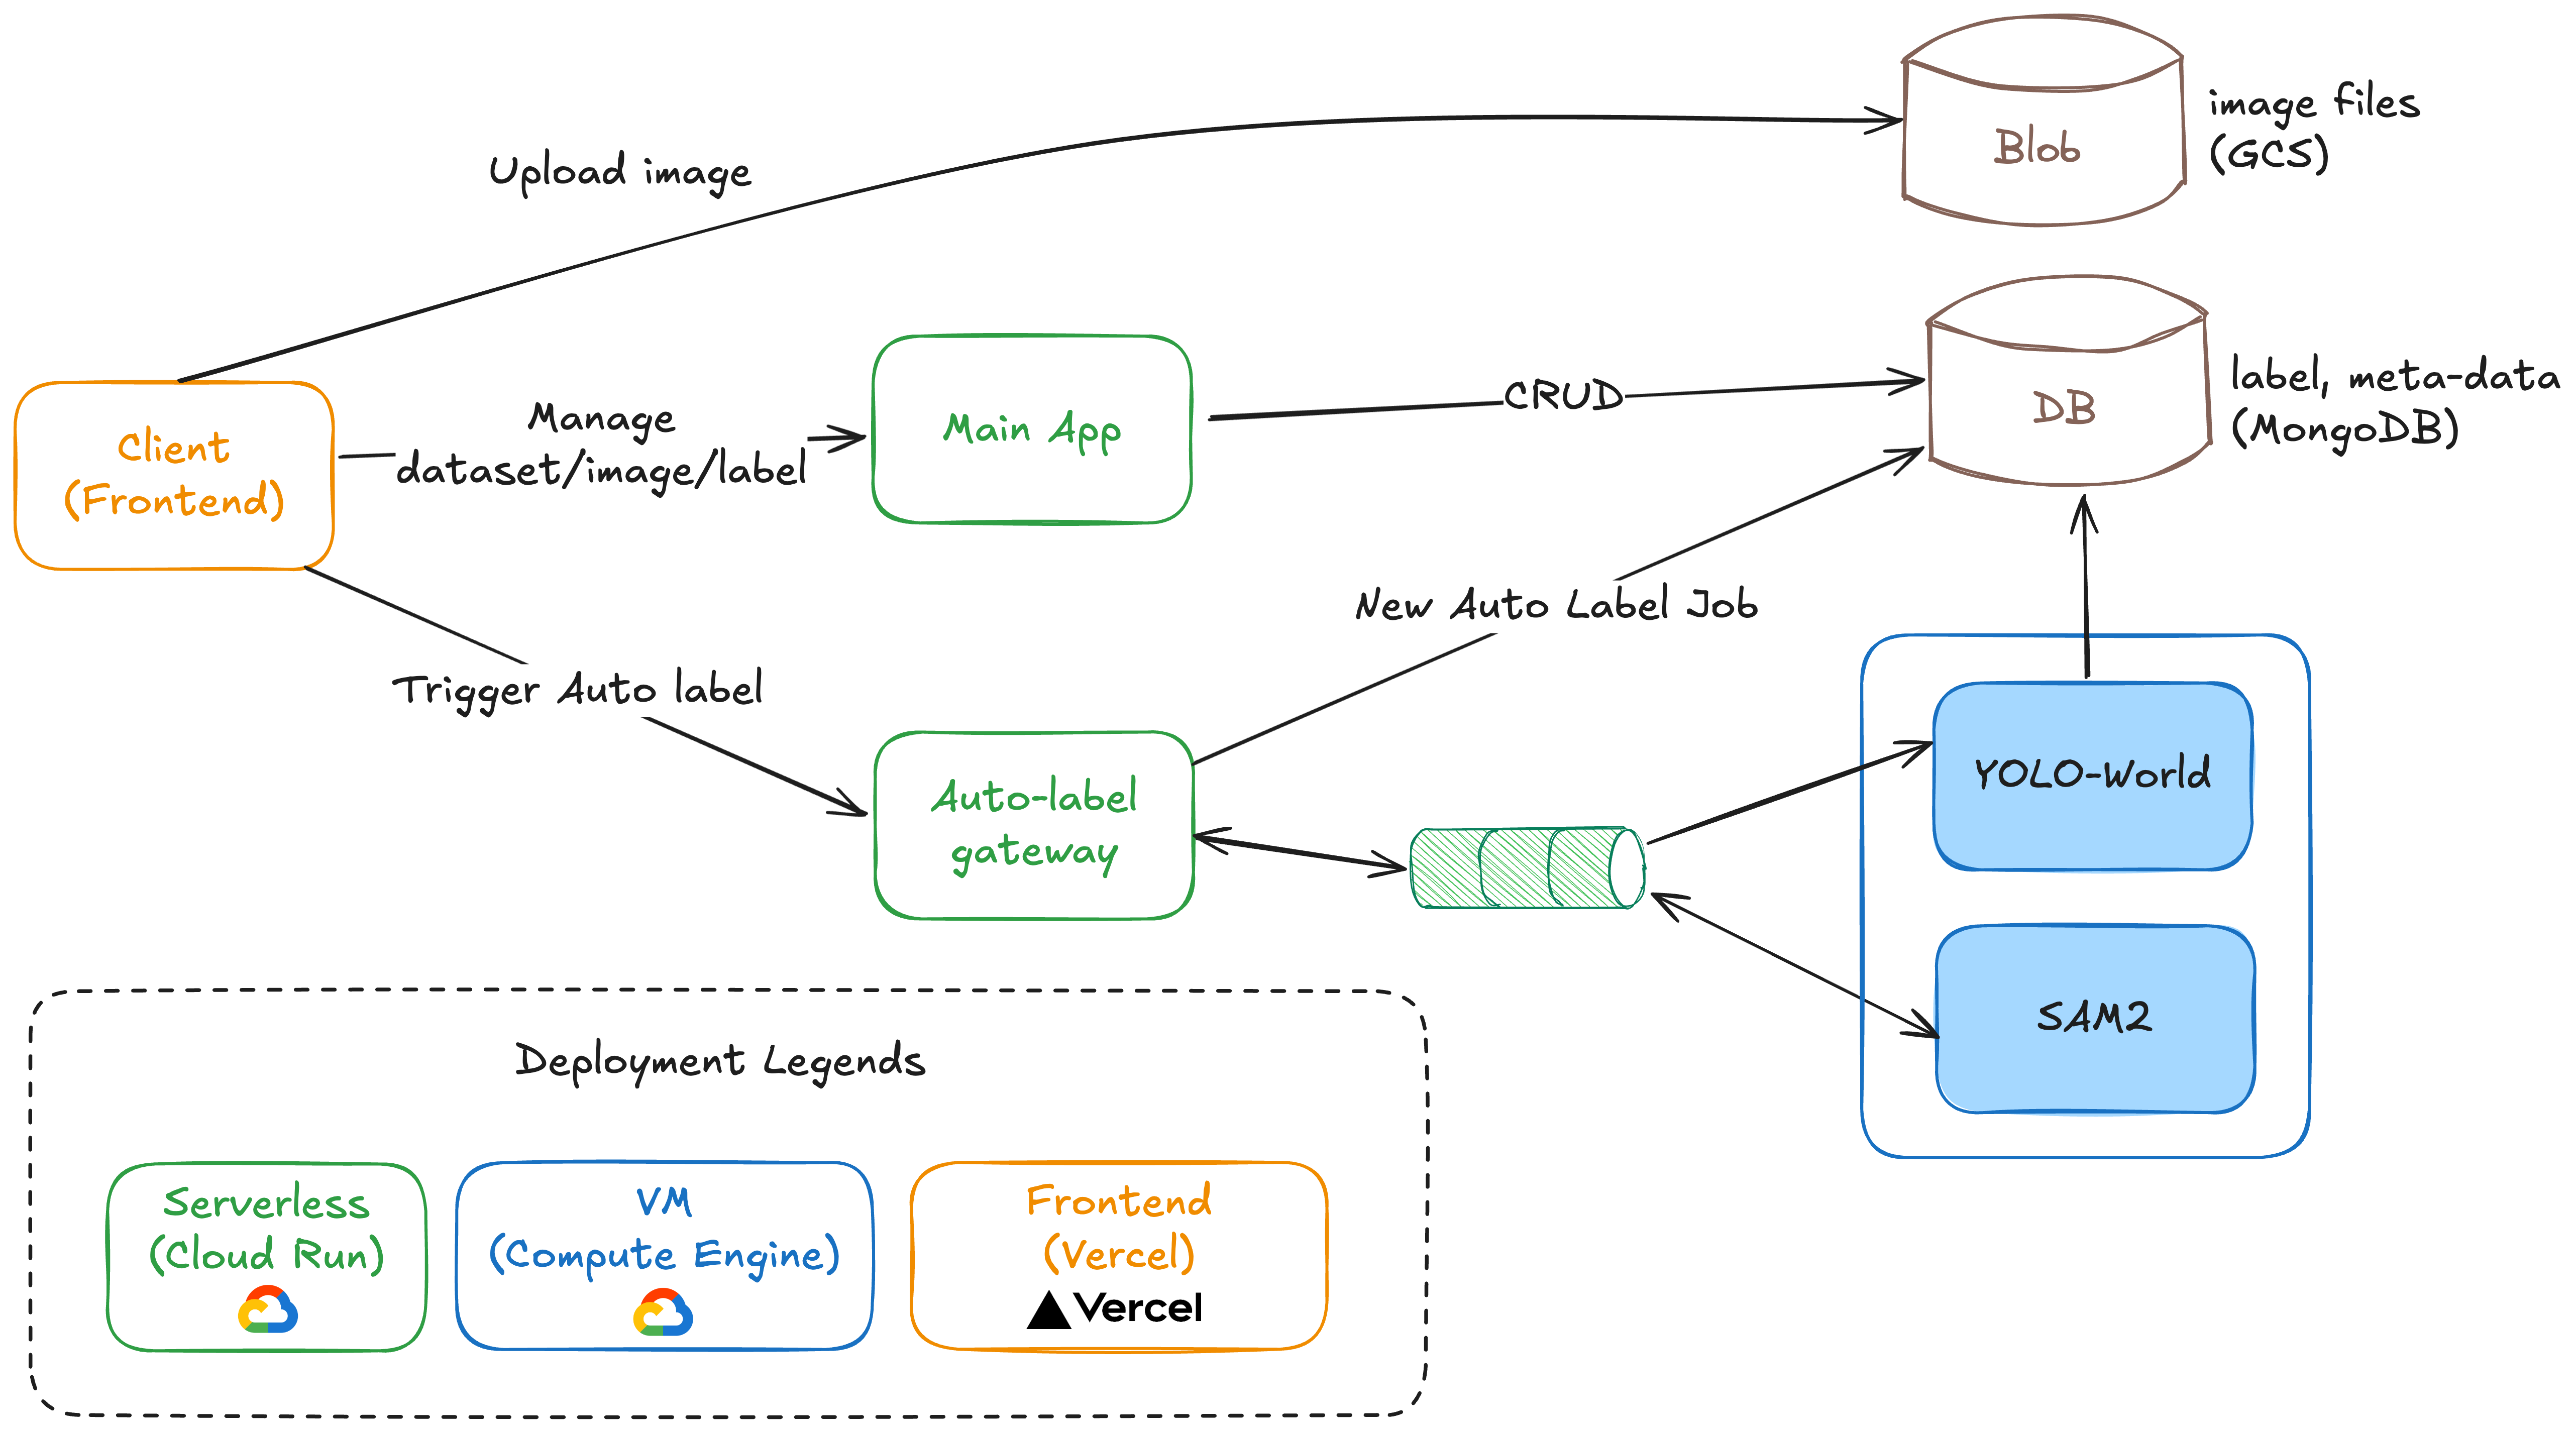 Upload image
Blob
image files
(GCS)
Client
(Frontend)
Manage
dataset/image/label
Main App
CRUD
DB
label, meta-data
(MongoDB)
Trigger Auto label
New Auto Label Job
Auto-label
gateway
YOLO-World
SAM2
Deployment Legends
Serverless
(Cloud Run)
VM
(Compute Engine)
Frontend
(Vercel)
Vercel